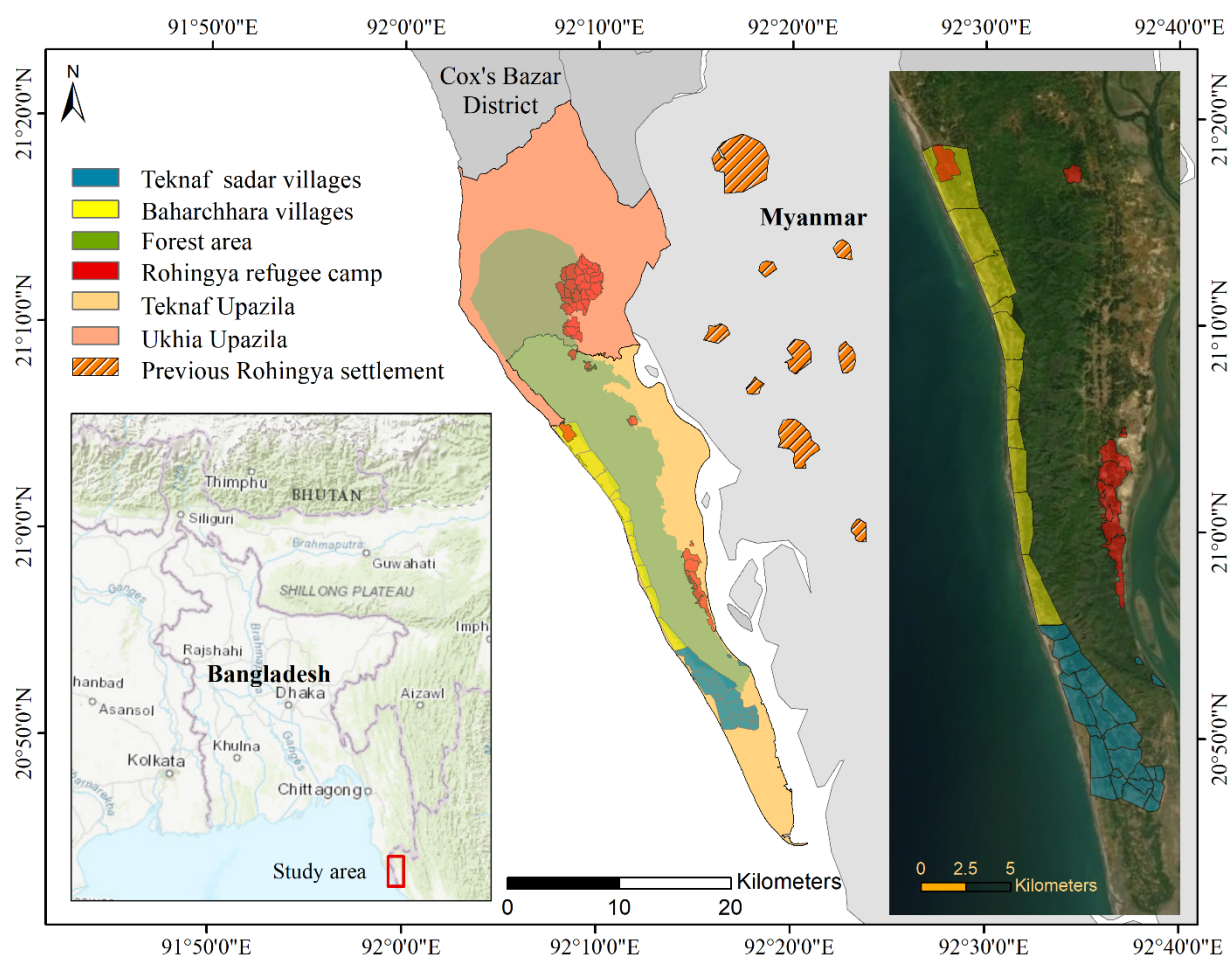 91°50'0"E 92°0'0"E 92°10'0"E 92°20'0"E 92°30'0"E 92°40'0"E
N
Cox's Bazar
District
21°20'0"N
21°20'0"N
Teknaf sadar villages
Baharchhara villages
Forest area
Rohingya refugee camp
Teknaf Upazila
Ukhia Upazila
Previous Rohingya settlement
Myanmar
21°10'0"N
21°10'0"N
Thimphu
BHUTAN
Siliguri
Brahmaputra
Guwahati
SHILLONG PLATEAU
Ganges
Imph
21°0'0"N
21°0'0"N
Rajshahi
Bangladesh
hanbad
Asansol
Dhaka
Aizawl
Ganges
Khulna
Kolkata
Chittagong
20°50'0"N
20°50'0"N
Study area
Kilometers
0 10 20
0 2.5 5
Kilometers
91°50'0"E 92°0'0"E 92°10'0"E 92°20'0"E 92°30'0"E 92°40'0"E